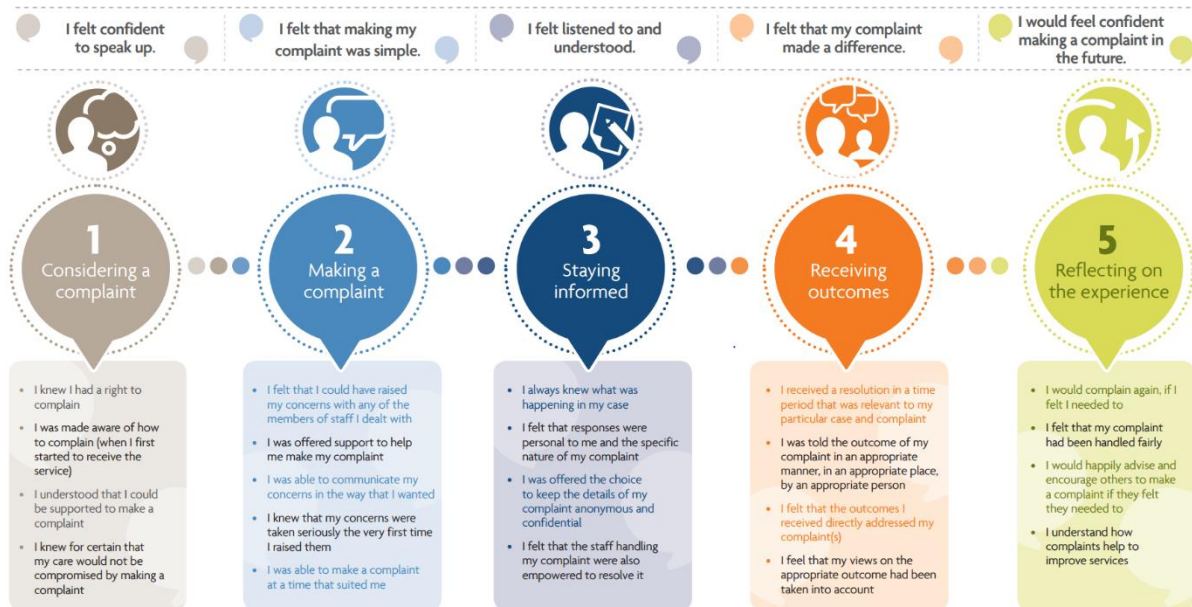 I felt confident
to speak up.
I felt that making my
complaint was simple.
I felt listened to and
understood.
I felt that my complaint
made a difference.
I would feel confident
making a complaint in
the future.
1
Considering a
complaint
2
Making a
complaint
3
Staying
informed
4
Receiving
outcomes
5
Reflecting on
the experience
• I knew I had a right to
complain
• I was made aware of how
to complain (when I first
started to receive the
service)
• I understood that I could
be supported to make a
complaint
• I knew for certain that
my care would not be
compromised by making a
complaint
• I felt that I could have raised
my concerns with any of the
members of staff I dealt with
• I was offered support to help
me make my complaint
• I was able to communicate my
concerns in the way that I wanted
• I knew that my concerns were
taken seriously the very first time
I raised them
• I was able to make a complaint
at a time that suited me
• I always knew what was
happening in my case
• I felt that responses were
personal to me and the specific
nature of my complaint
• I was offered the choice
to keep the details of my
complaint anonymous and
confidential
• I felt that the staff handling
my complaint were also
empowered to resolve it
• I received a resolution in a time
period that was relevant to my
particular case and complaint
• I was told the outcome of my
complaint in an appropriate
manner, in an appropriate place,
by an appropriate person
• I felt that the outcomes I
received directly addressed my
complaint(s)
• I feel that my views on the
appropriate outcome had been
taken into account
• I would complain again, if I
felt I needed to
• I felt that my complaint
had been handled fairly
• I would happily advise and
encourage others to make
a complaint if they felt
they needed to
• I understand how
complaints help to
improve services